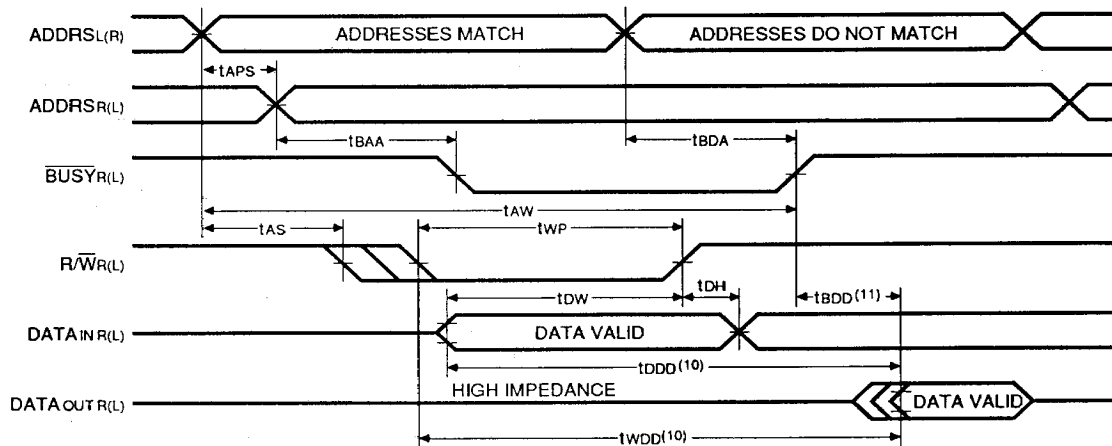 ADDRSL(R) ADDRESSES MATCH ADDRESSES DO NOT MATCH
tAPS
ADDRSR(L)
tBAA tBDA
BUSYR(L)
tAW
tAS tWP
R/WR(L)
tDH
tDW tBDD(11)
DATAIN R(L) DATA VALID
tDDD(10)
HIGH IMPEDANCE
DATAOUT R(L) DATA VALID
tWDD(10)